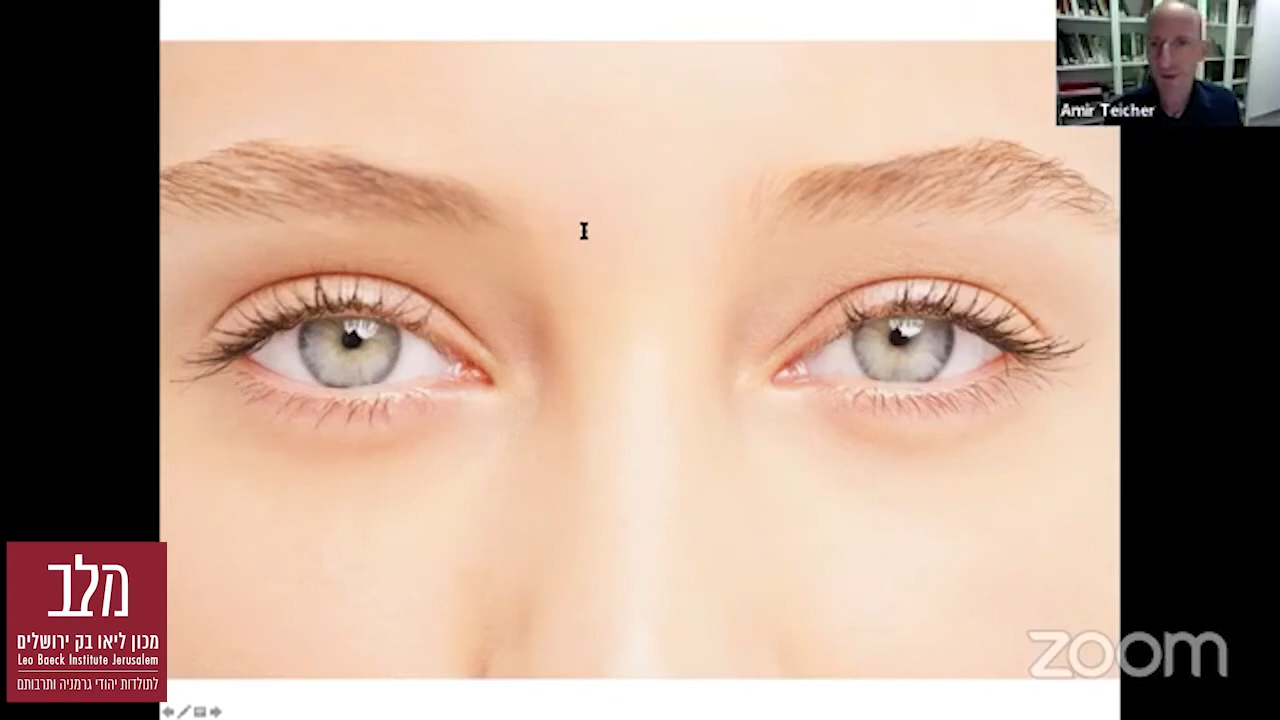 Amir Teicher
מלב
מכון ליאו בק ירושלים
Leo Baeck Institute Jerusalem
לתולדות יהודי גרמניה ותרבותם
zoom